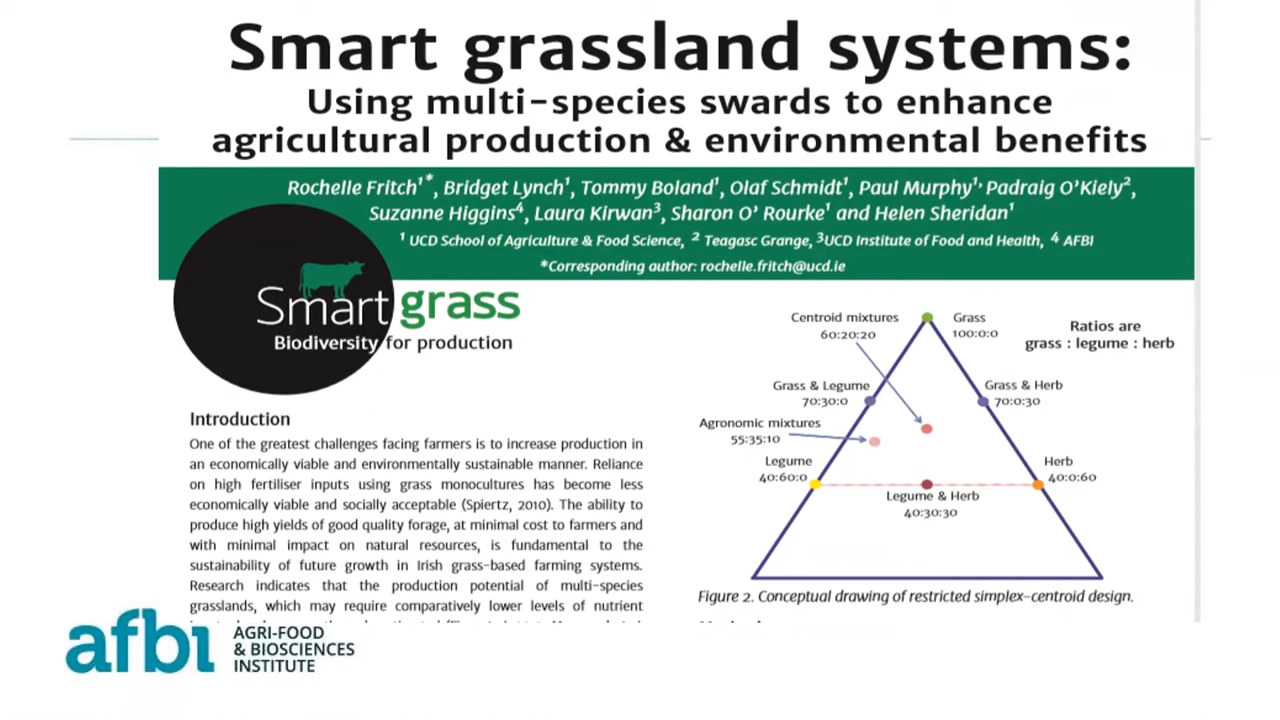 Smart grassland systems:
Using multi-species swards to enhance
agricultural production & environmental benefits
Rochelle Fritch¹*, Bridget Lynch¹, Tommy Boland¹, Olaf Schmidt¹, Paul Murphy¹, Padraig O'Kiely²,
Suzanne Higgins⁴, Laura Kirwan³, Sharon O' Rourke¹ and Helen Sheridan¹
¹ UCD School of Agriculture & Food Science, ² Teagasc Grange, ³UCD Institute of Food and Health, ⁴ AFBI
*Corresponding author: rochelle.fritch@ucd.ie
Smart grass
Biodiversity for production
Introduction
One of the greatest challenges facing farmers is to increase production in
an economically viable and environmentally sustainable manner. Reliance
on high fertiliser inputs using grass monocultures has become less
economically viable and socially acceptable (Spiertz, 2010). The ability to
produce high yields of good quality forage, at minimal cost to farmers and
with minimal impact on natural resources, is fundamental to the
sustainability of future growth in Irish grass-based farming systems.
Research indicates that the production potential of multi-species
grasslands, which may require comparatively lower levels of nutrient
Centroid mixtures
60:20:20
Grass
100:0:0
Ratios are
grass : legume : herb
Grass & Legume
70:30:0
Grass & Herb
70:0:30
Agronomic mixtures
55:35:10
Legume
40:60:0
Herb
40:0:60
Legume & Herb
40:30:30
Figure 2. Conceptual drawing of restricted simplex-centroid design.
afbi
AGRI-FOOD
& BIOSCIENCES
INSTITUTE